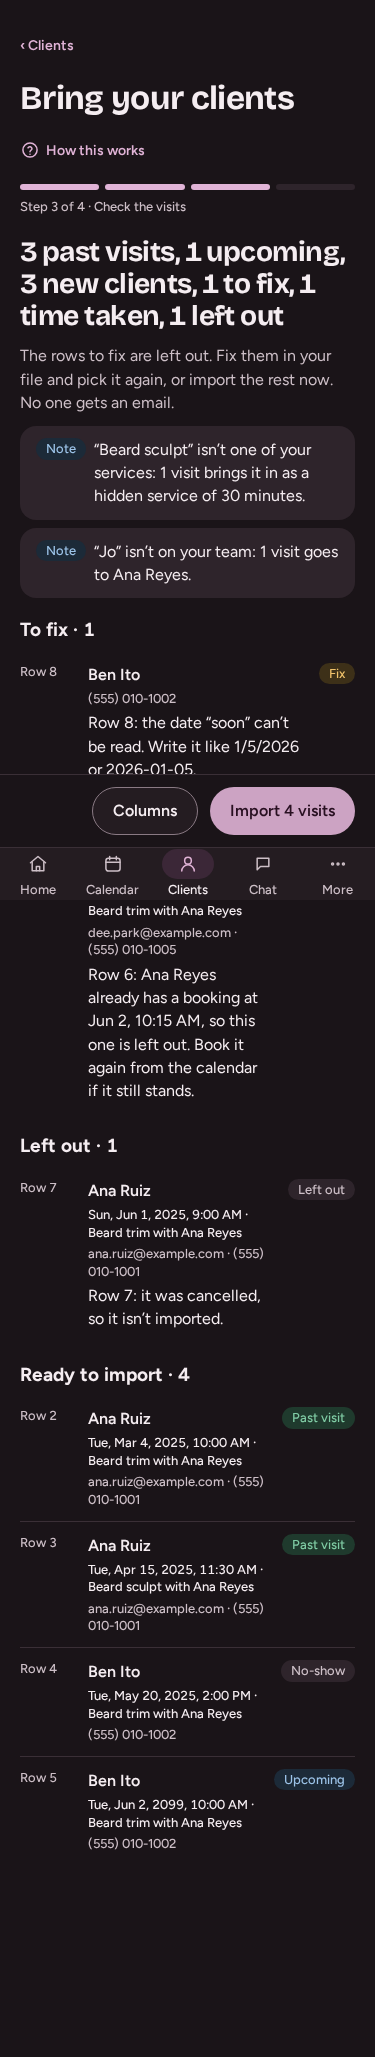 ‹ Clients
Bring your clients
How this works
Step 3 of 4 · Check the visits
3 past visits, 1 upcoming,
3 new clients, 1 to fix, 1
time taken, 1 left out
The rows to fix are left out. Fix them in your
file and pick it again, or import the rest now.
No one gets an email.
Note
“Beard sculpt” isn’t one of your
services: 1 visit brings it in as a
hidden service of 30 minutes.
Note
“Jo” isn’t on your team: 1 visit goes
to Ana Reyes.
To fix · 1
Row 8
Ben Ito
Fix
(555) 010-1002
Row 8: the date “soon” can’t
be read. Write it like 1/5/2026
or 2026-01-05.
Columns
Import 4 visits
Home
Calendar
Clients
Chat
More
Beard trim with Ana Reyes
dee.park@example.com ·
(555) 010-1005
Row 6: Ana Reyes
already has a booking at
Jun 2, 10:15 AM, so this
one is left out. Book it
again from the calendar
if it still stands.
Left out · 1
Row 7
Ana Ruiz
Left out
Sun, Jun 1, 2025, 9:00 AM ·
Beard trim with Ana Reyes
ana.ruiz@example.com · (555)
010-1001
Row 7: it was cancelled,
so it isn’t imported.
Ready to import · 4
Row 2
Ana Ruiz
Past visit
Tue, Mar 4, 2025, 10:00 AM ·
Beard trim with Ana Reyes
ana.ruiz@example.com · (555)
010-1001
Row 3
Ana Ruiz
Past visit
Tue, Apr 15, 2025, 11:30 AM ·
Beard sculpt with Ana Reyes
ana.ruiz@example.com · (555)
010-1001
Row 4
Ben Ito
No-show
Tue, May 20, 2025, 2:00 PM ·
Beard trim with Ana Reyes
(555) 010-1002
Row 5
Ben Ito
Upcoming
Tue, Jun 2, 2099, 10:00 AM ·
Beard trim with Ana Reyes
(555) 010-1002